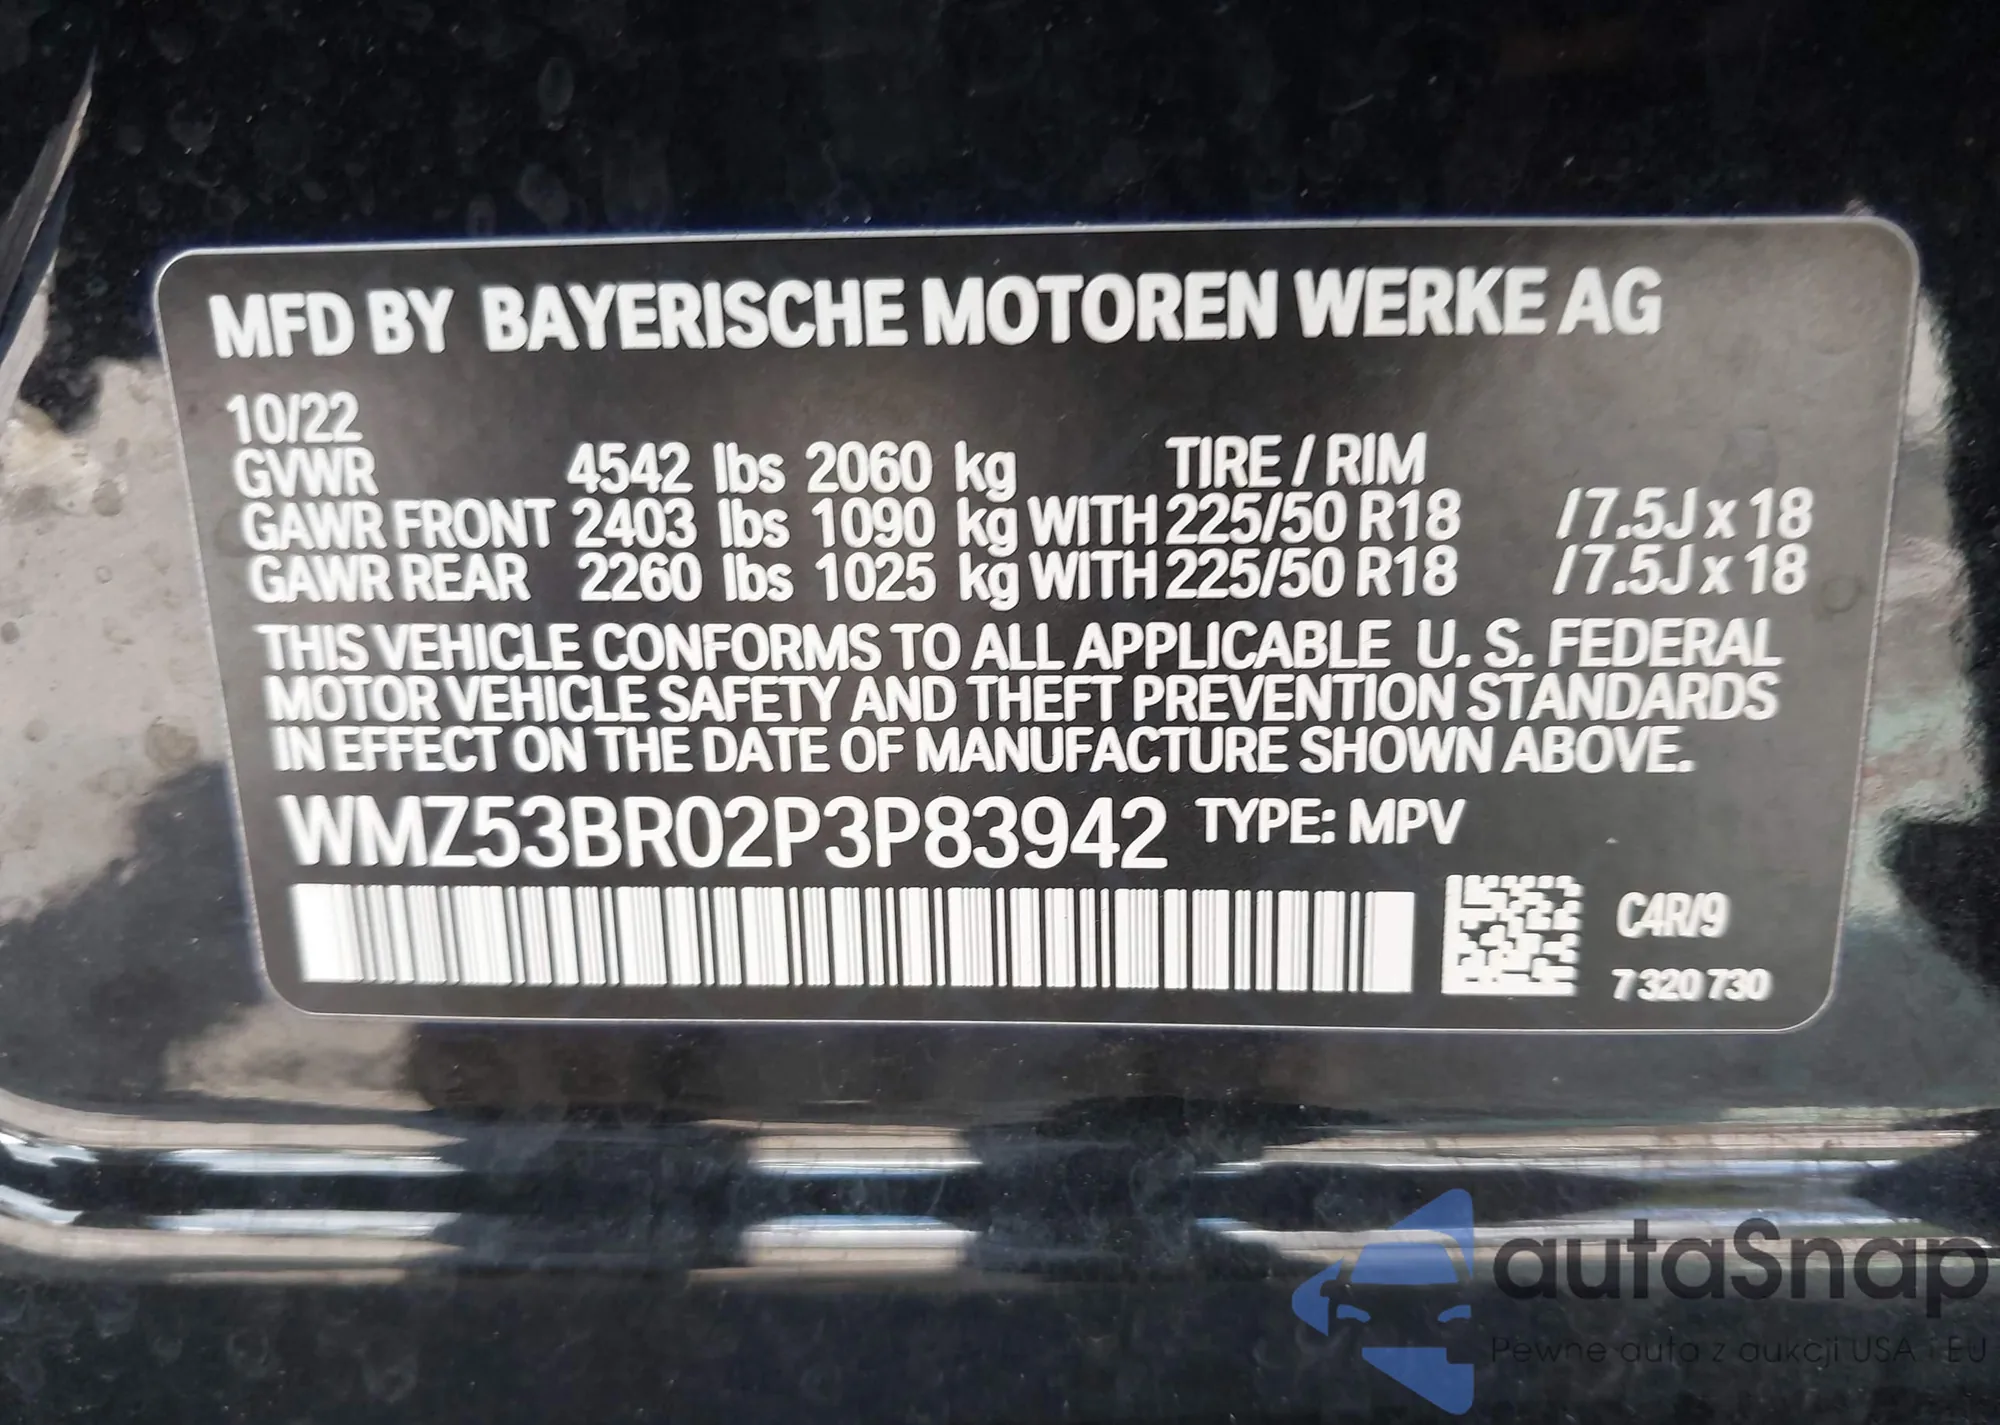 MFD BY BAYERISCHE MOTOREN WERKE AG
10/22
GVWR 4542 lbs 2060 kg TIRE / RIM
GAWR FRONT 2403 lbs 1090 kg WITH 225/50 R18 /7.5J x 18
GAWR REAR 2260 lbs 1025 kg WITH 225/50 R18 /7.5J x 18
THIS VEHICLE CONFORMS TO ALL APPLICABLE U. S. FEDERAL
MOTOR VEHICLE SAFETY AND THEFT PREVENTION STANDARDS
IN EFFECT ON THE DATE OF MANUFACTURE SHOWN ABOVE.
WMZ53BR02P3P83942 TYPE: MPV
C4R/9
7 320 730
autaSnap
Pewne auta z aukcji USA i EU